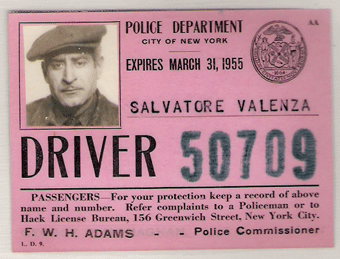 POLICE DEPARTMENT
AA
CITY OF NEW YORK
EXPIRES MARCH 31, 1955
SALVATORE VALENZA
DRIVER 50709
PASSENGERS—For your protection keep a record of above
name and number. Refer complaints to a Policeman or to
Hack License Bureau, 156 Greenwich Street, New York City.
F. W. H. ADAMS - - Police Commissioner
L. D. 9.